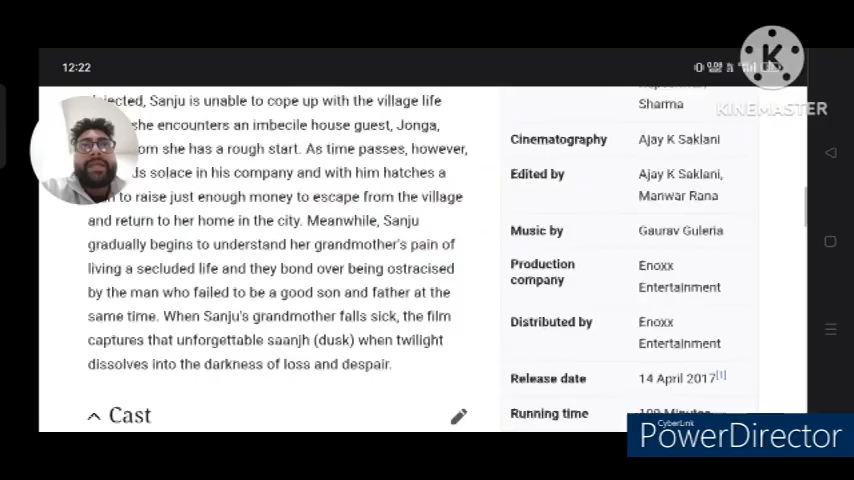 12:22
KINEMASTER
Sanju is unable to cope up with the village life
she encounters an imbecile house guest, Jonga,
she has a rough start. As time passes, however,
solace in his company and with him hatches a
to raise just enough money to escape from the village
and return to her home in the city. Meanwhile, Sanju
gradually begins to understand her grandmother's pain of
living a secluded life and they bond over being ostracised
by the man who failed to be a good son and father at the
same time. When Sanju's grandmother falls sick, the film
captures that unforgettable saanjh (dusk) when twilight
dissolves into the darkness of loss and despair.
Cast
Sharma
Cinematography Ajay K Saklani
Edited by Ajay K Saklani,
Manwar Rana
Music by Gaurav Guleria
Production Enoxx
company Entertainment
Distributed by Enoxx
Entertainment
Release date 14 April 2017[1]
Running time Minutes
CyberLink
PowerDirector